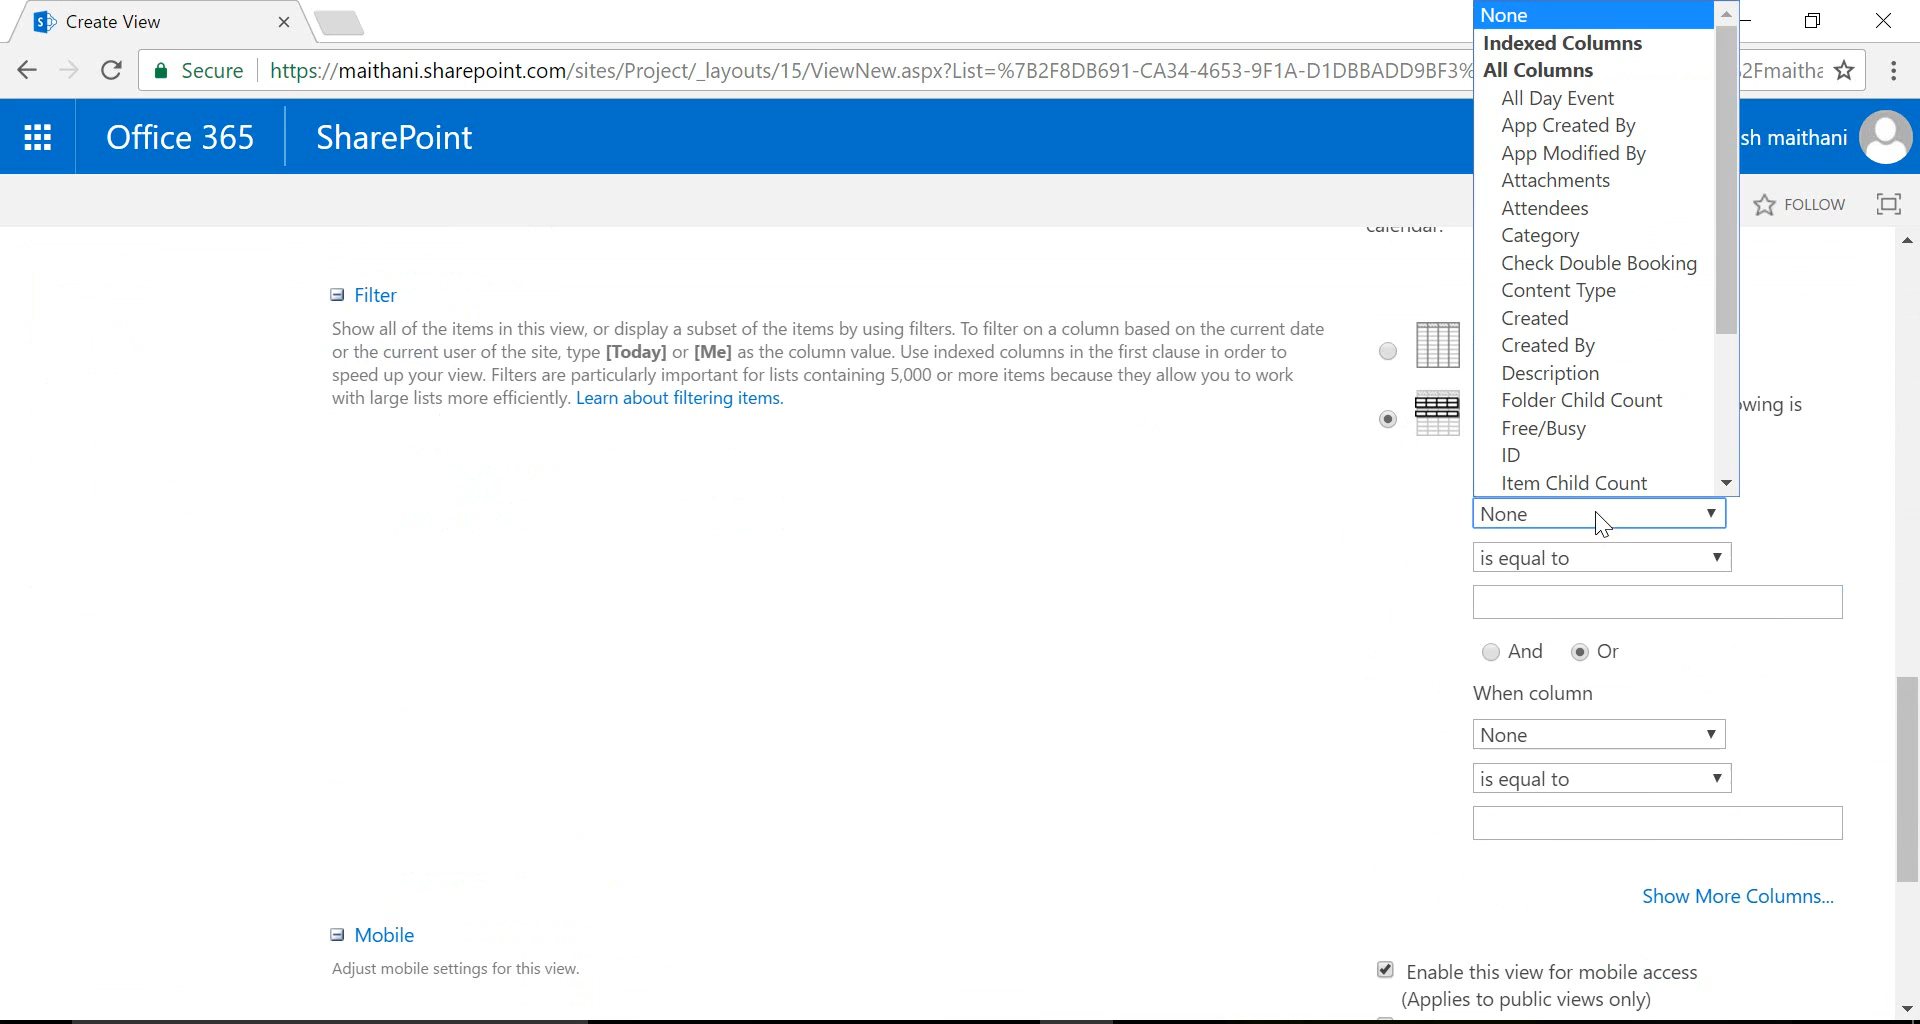 Create View
Secure https://maithani.sharepoint.com/sites/Project/_layouts/15/ViewNew.aspx?List=%7B2F8DB691-CA34-4653-9F1A-D1DBBADD9BF3% 2Fmaitha
Office 365 SharePoint sh maithani
FOLLOW
calendar.
None
Indexed Columns
All Columns
All Day Event
App Created By
App Modified By
Attachments
Attendees
Category
Check Double Booking
Content Type
Created
Created By
Description
Folder Child Count
Free/Busy
ID
Item Child Count
Filter
Show all of the items in this view, or display a subset of the items by using filters. To filter on a column based on the current date
or the current user of the site, type [Today] or [Me] as the column value. Use indexed columns in the first clause in order to
speed up your view. Filters are particularly important for lists containing 5,000 or more items because they allow you to work
with large lists more efficiently. Learn about filtering items.
wing is
None
is equal to
And Or
When column
None
is equal to
Show More Columns...
Mobile
Adjust mobile settings for this view.
Enable this view for mobile access
(Applies to public views only)